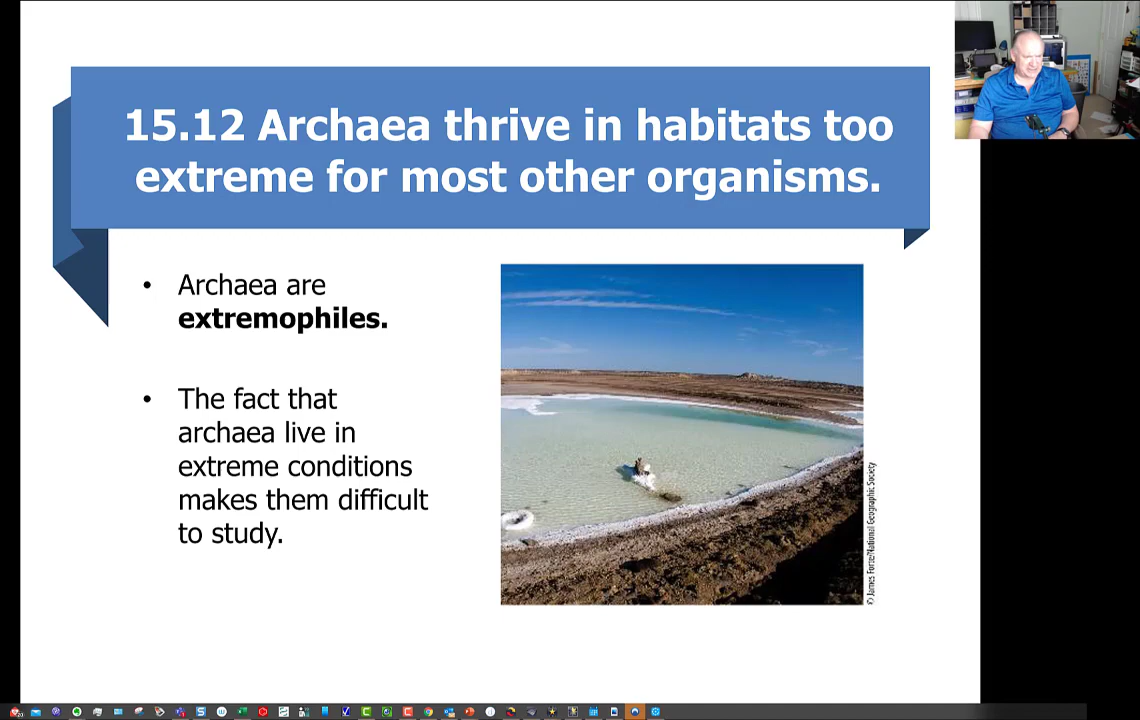 15.12 Archaea thrive in habitats too
extreme for most other organisms.
• Archaea are
extremophiles.
• The fact that
archaea live in
extreme conditions
makes them difficult
to study.
© James Forte/National Geographic Society